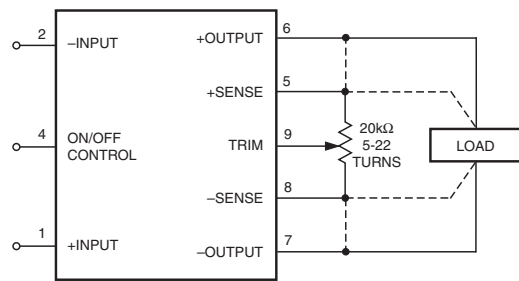 2
–INPUT
4
ON/OFF
CONTROL
1
+INPUT
+OUTPUT
6
+SENSE
5
TRIM
9
20kΩ
5-22
TURNS
LOAD
–SENSE
8
–OUTPUT
7